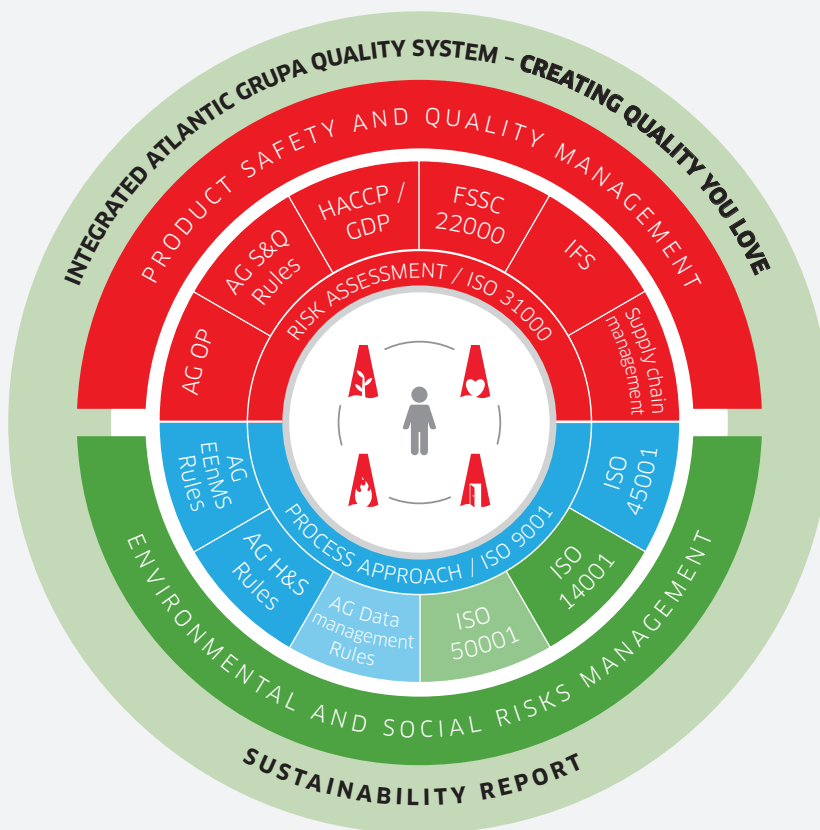 INTEGRATED ATLANTIC GRUPA QUALITY SYSTEM – CREATING QUALITY YOU LOVE
PRODUCT SAFETY AND QUALITY MANAGEMENT
AG OP
AG S&Q
Rules
HACCP /
GDP
FSSC
22000
IFS
Supply chain
management
RISK ASSESSMENT / ISO 31000
PROCESS APPROACH / ISO 9001
AG
EEnMS
Rules
AG H&S
Rules
AG Data
management
Rules
ISO
50001
ISO
14001
ISO
45001
ENVIRONMENTAL AND SOCIAL RISKS MANAGEMENT
SUSTAINABILITY REPORT